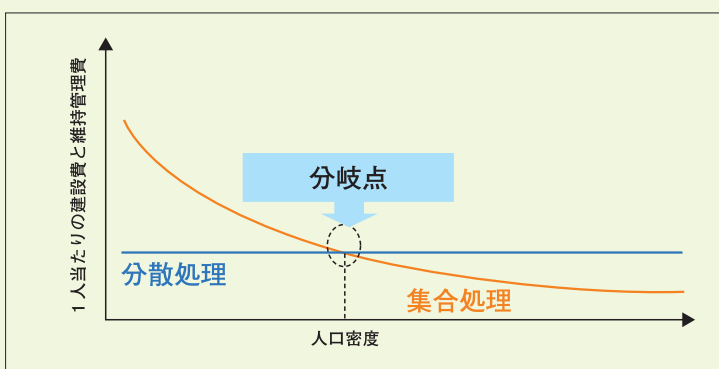 1人当たりの建設費と維持管理費
分岐点
分散処理
集合処理
人口密度